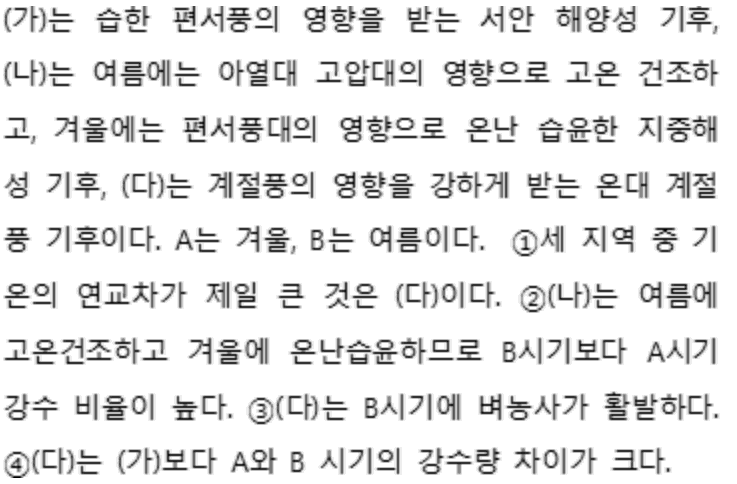 (가)는 습한 편서풍의 영향을 받는 서안 해양성 기후,
(나)는 여름에는 아열대 고압대의 영향으로 고온 건조하
고, 겨울에는 편서풍대의 영향으로 온난 습윤한 지중해
성 기후, (다)는 계절풍의 영향을 강하게 받는 온대 계절
풍 기후이다. A는 겨울, B는 여름이다. ①세 지역 중 기
온의 연교차가 제일 큰 것은 (다)이다. ②(나)는 여름에
고온건조하고 겨울에 온난습윤하므로 B시기보다 A시기
강수 비율이 높다. ③(다)는 B시기에 벼농사가 활발하다.
④(다)는 (가)보다 A와 B 시기의 강수량 차이가 크다.